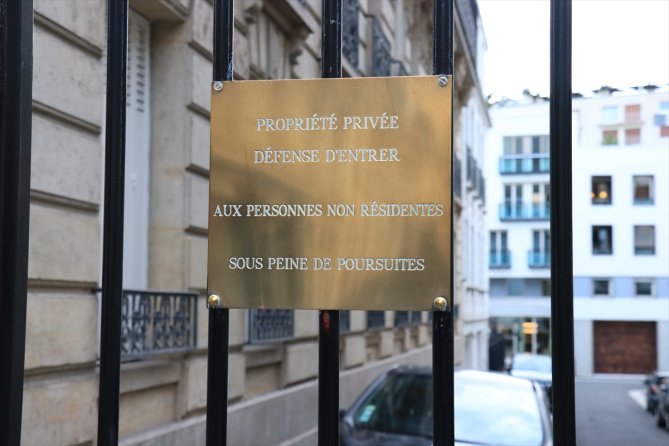 PROPRIÉTÉ PRIVÉE
DÉFENSE D'ENTRER
AUX PERSONNES NON RÉSIDENTES
SOUS PEINE DE POURSUITES